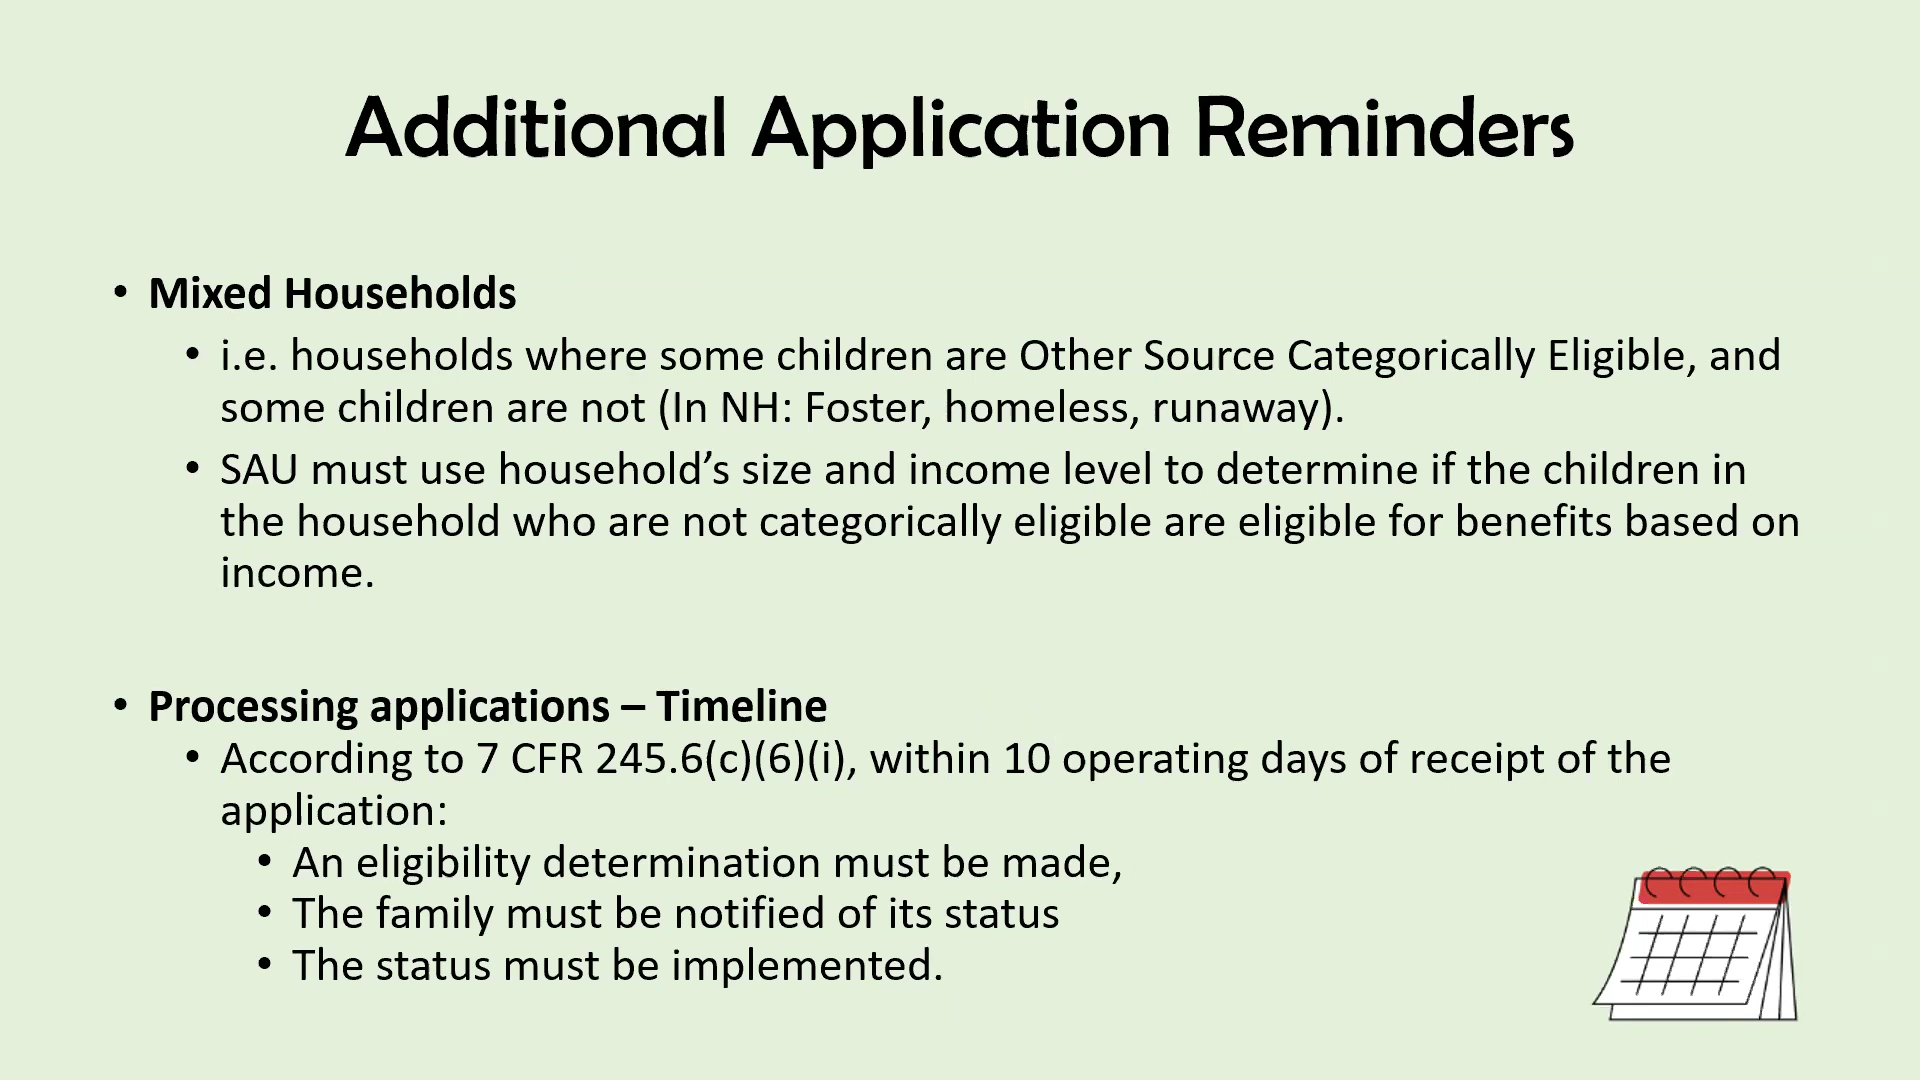 Additional Application Reminders
• Mixed Households
• i.e. households where some children are Other Source Categorically Eligible, and
some children are not (In NH: Foster, homeless, runaway).
• SAU must use household’s size and income level to determine if the children in
the household who are not categorically eligible are eligible for benefits based on
income.
• Processing applications – Timeline
• According to 7 CFR 245.6(c)(6)(i), within 10 operating days of receipt of the
application:
• An eligibility determination must be made,
• The family must be notified of its status
• The status must be implemented.